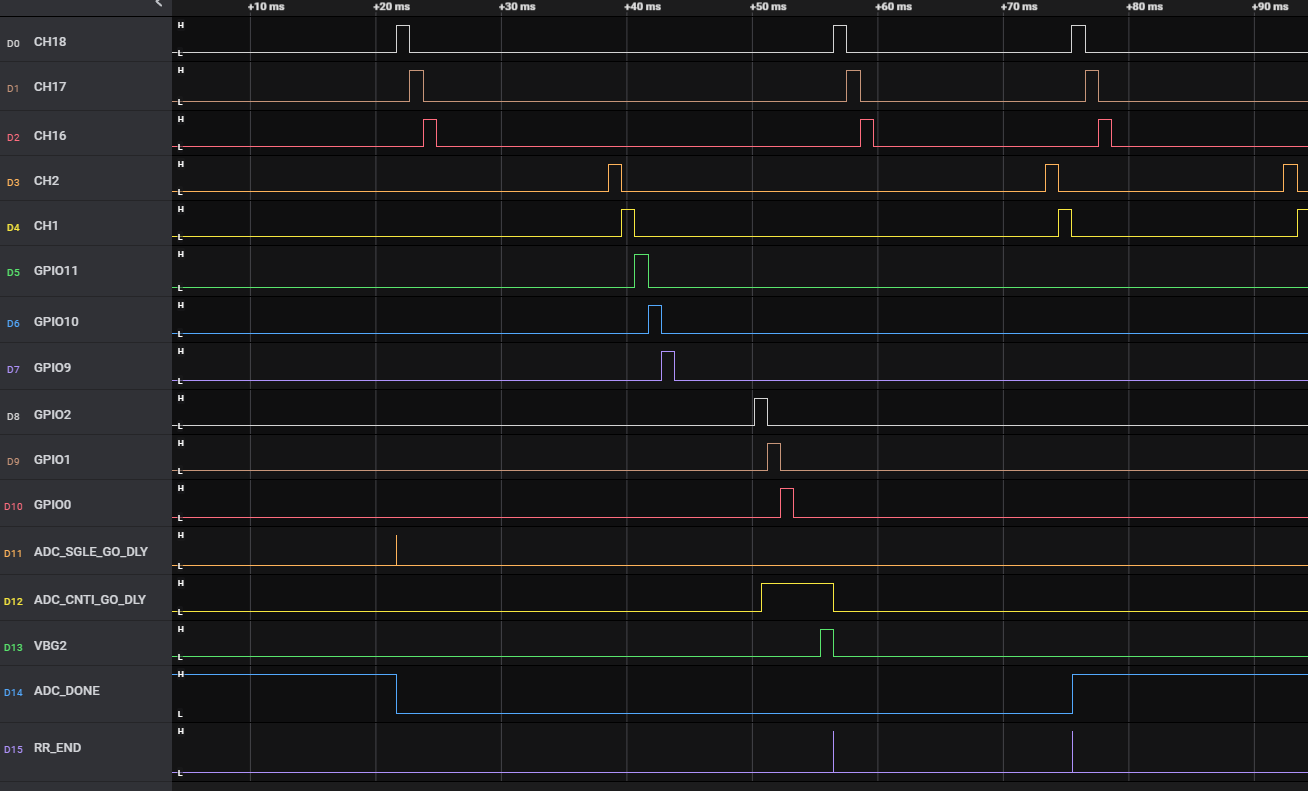 +10 ms +20 ms +30 ms +40 ms +50 ms +60 ms +70 ms +80 ms +90 ms
H
D0 CH18
L
H
D1 CH17
L
H
D2 CH16
L
H
D3 CH2
L
H
D4 CH1
L
H
D5 GPIO11
L
H
D6 GPIO10
L
H
D7 GPIO9
L
H
D8 GPIO2
L
H
D9 GPIO1
L
H
D10 GPIO0
L
H
D11 ADC_SGLE_GO_DLY
L
H
D12 ADC_CNTI_GO_DLY
L
H
D13 VBG2
L
H
D14 ADC_DONE
L
H
D15 RR_END
L